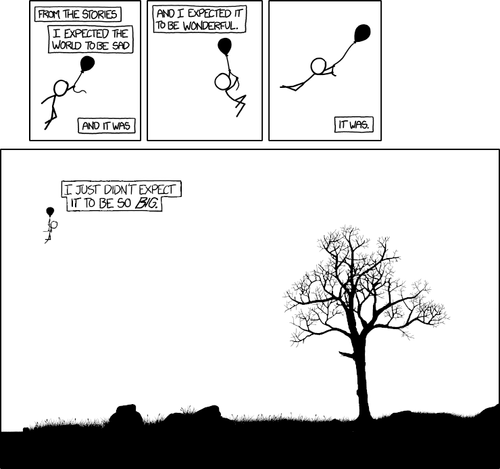 FROM THE STORIES
I EXPECTED THE
WORLD TO BE SAD
AND IT WAS
AND I EXPECTED IT
TO BE WONDERFUL.
IT WAS.
I JUST DIDN'T EXPECT
IT TO BE SO BIG.